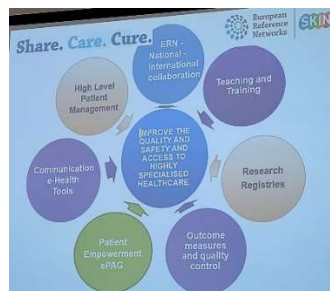 Share. Care. Cure.
European
Reference
Networks
SKIN
ERN -
National -
International
collaboration
High Level
Patient
Management
Teaching and
Training
IMPROVE THE
QUALITY AND
SAFETY AND
ACCESS TO
HIGHLY
SPECIALISED
HEALTHCARE
Communication
e-Health
Tools
Research
Registries
Patient
Empowerment
ePAG
Outcome
measures
and quality
control